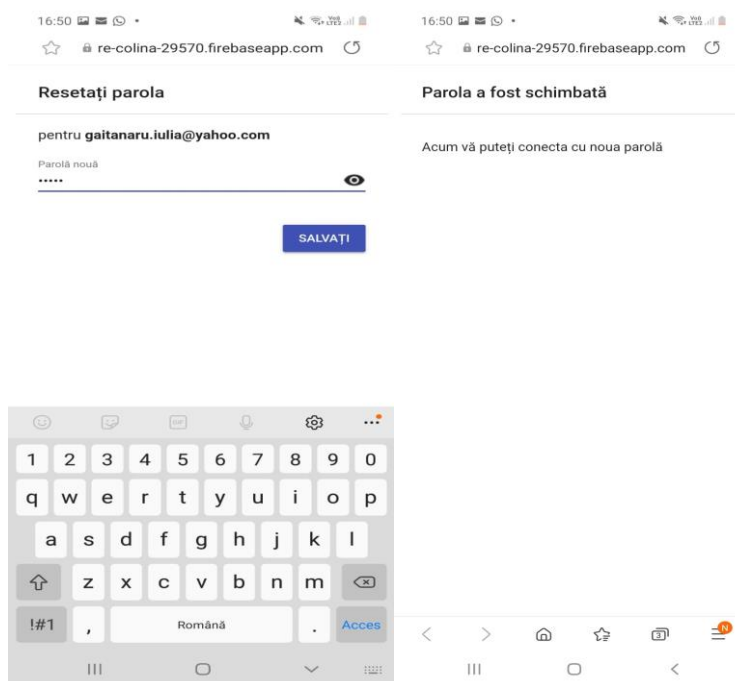 16:50
re-colina-29570.firebaseapp.com
Resetați parola
pentru gaitanaru.iulia@yahoo.com
Parolă nouă
•••••
SALVAȚI
GIF
1 2 3 4 5 6 7 8 9 0
q w e r t y u i o p
a s d f g h j k l
z x c v b n m
!#1 , Română . Acces
16:50
re-colina-29570.firebaseapp.com
Parola a fost schimbată
Acum vă puteți conecta cu noua parolă
3
N